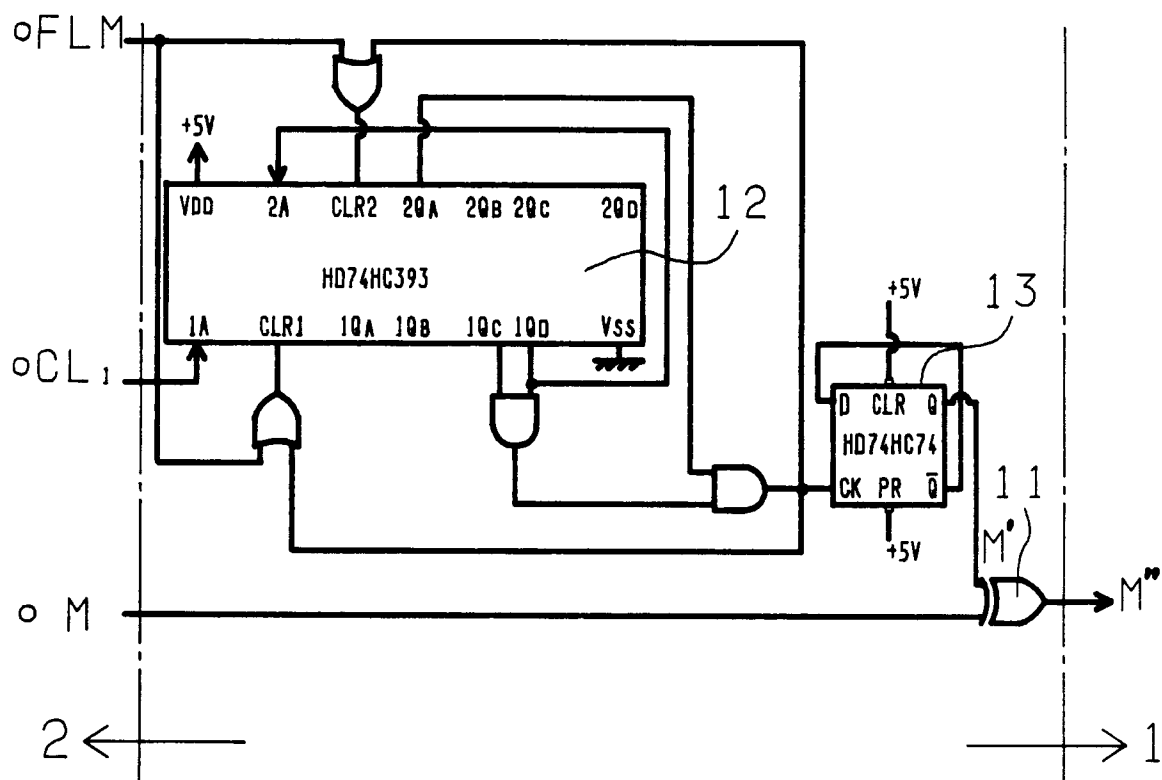 FLM
+5V
VDD 2A CLR2 2QA 2QB 2QC 2QD
12
HD74HC393
1A CLR1 1QA 1QB 1QC 1QD VSS
+5V 13
CL1
D CLR Q
HD74HC74
CK PR Q̅
11
+5V M'
M M"
2 1